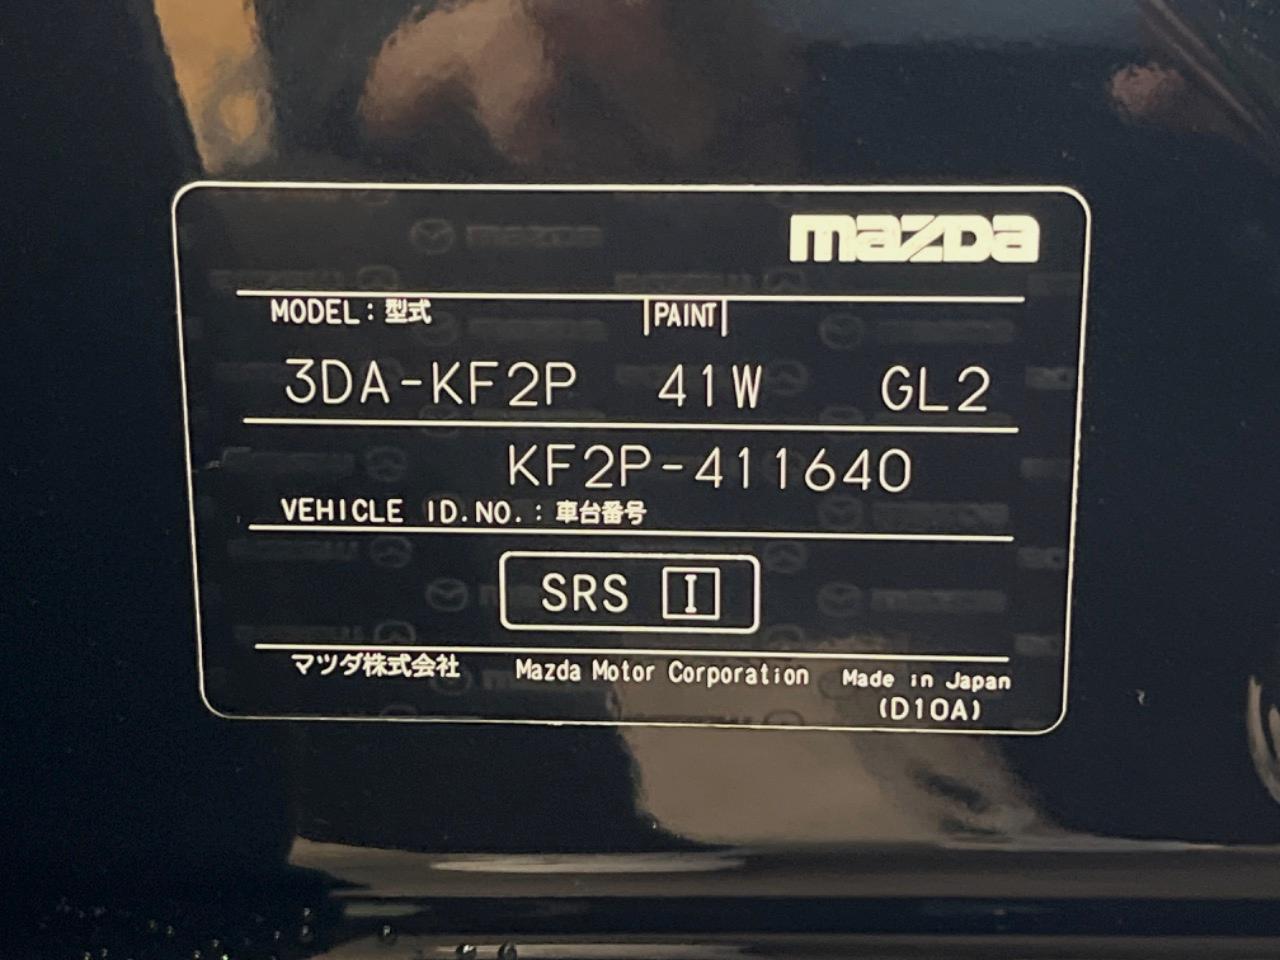 mazda
MODEL : 型式 PAINT
3DA-KF2P 41W GL2
KF2P-411640
VEHICLE ID.NO. : 車台番号
SRS I
マツダ株式会社 Mazda Motor Corporation Made in Japan
(D10A)